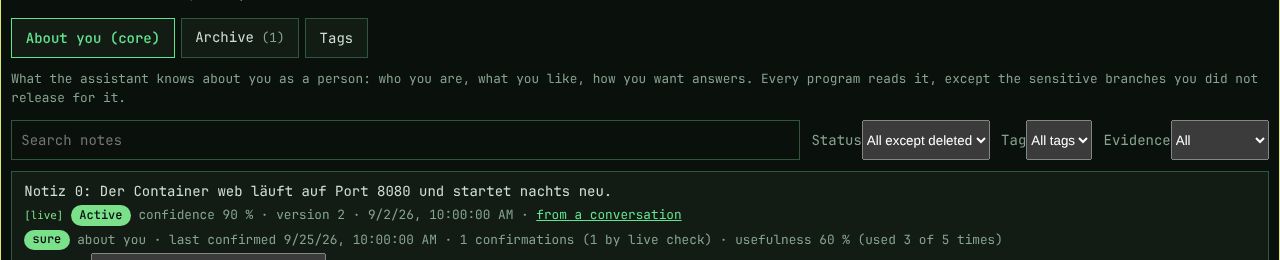 About you (core) Archive (1) Tags
What the assistant knows about you as a person: who you are, what you like, how you want answers. Every program reads it, except the sensitive branches you did not
release for it.
Search notes Status All except deleted Tag All tags Evidence All
Notiz 0: Der Container web läuft auf Port 8080 und startet nachts neu.
[live] Active confidence 90 % · version 2 · 9/2/26, 10:00:00 AM · from a conversation
sure about you · last confirmed 9/25/26, 10:00:00 AM · 1 confirmations (1 by live check) · usefulness 60 % (used 3 of 5 times)